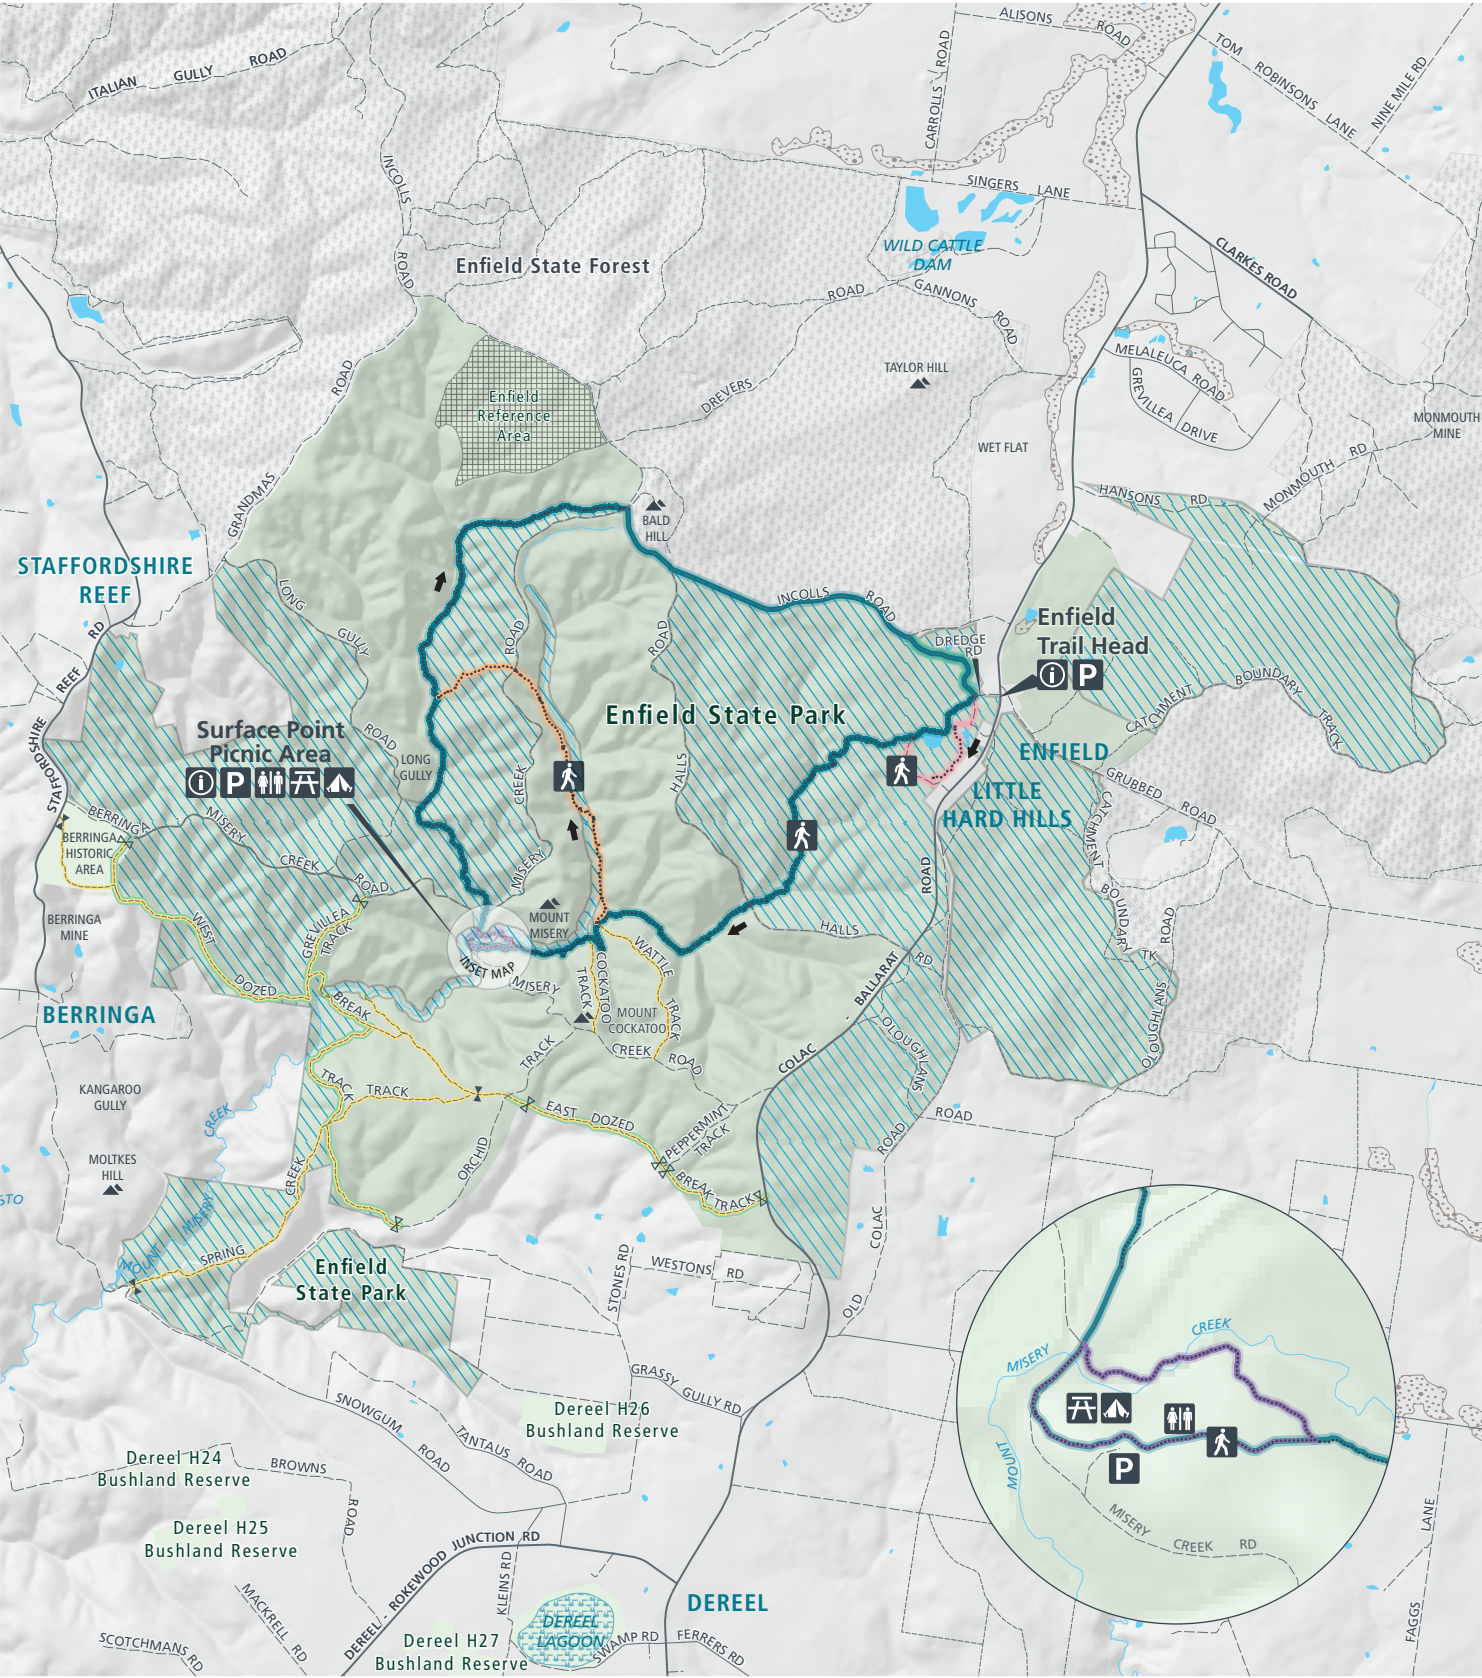 ALISONS
ROAD
TOM
ROBINSONS
LANE
NINE MILE RD
CARROLLS ROAD
ITALIAN
GULLY
ROAD
INCOLLS
ROAD
SINGERS
LANE
WILD CATTLE
DAM
CLARKES ROAD
Enfield State Forest
ROAD
GANNONS
ROAD
MELALEUCA
ROAD
GREVILLEA
DRIVE
TAYLOR HILL
DREVERS
ROAD
Enfield
Reference
Area
MONMOUTH
MINE
WET FLAT
MONMOUTH
RD
HANSONS
RD
GRANDMAS
BALD
HILL
STAFFORDSHIRE
REEF
LONG
GULLY
ROAD
INCOLLS
ROAD
DREDGE
RD
Enfield
Trail Head
i
P
STAFFORDSHIRE
REEF
RD
ROAD
ROAD
Enfield State Park
CATCHMENT
BOUNDARY
TRACK
Surface Point
Picnic Area
i
P
LONG
GULLY
ENFIELD
LITTLE
HARD HILLS
GRUBBED
ROAD
HALLS
CREEK
MISERY
BERRINGA
MISERY
CREEK
ROAD
BERRINGA
HISTORIC
AREA
CATCHMENT
BOUNDARY
TK
ROAD
OLOUGHLANS
BERRINGA
MINE
WEST
DOZED
BREAK
TRACK
GREVILLEA
TRACK
MOUNT
MISERY
INSET MAP
MISERY
COCKATOO
TRACK
WATTLE
TRACK
MOUNT
COCKATOO
CREEK
ROAD
HALLS
RD
COLAC
-
BALLARAT
ROAD
OLOUGHLANS
ROAD
BERRINGA
KANGAROO
GULLY
TRACK
TRACK
ORCHID
EAST
DOZED
BREAK
TRACK
PEPPERMINT
TRACK
ROAD
MOLTKES
HILL
CREEK
MISERY
MOUNT
SPRING
CREEK
Enfield
State Park
STONES RD
WESTONS
RD
OLD
COLAC
GRASSY
GULLY RD
SNOWGUM
ROAD
TANTAUS
ROAD
Dereel H26
Bushland Reserve
Dereel H24
Bushland Reserve
BROWNS
ROAD
Dereel H25
Bushland Reserve
MISERY
CREEK
MOUNT
P
MISERY
CREEK
RD
DEREEL - ROKEWOOD
JUNCTION RD
KLEINS RD
DEREEL
DEREEL
LAGOON
SWAMP RD
FERRERS RD
Dereel H27
Bushland Reserve
MACKRELL
RD
SCOTCHMANS
RD
FAGGS
LANE